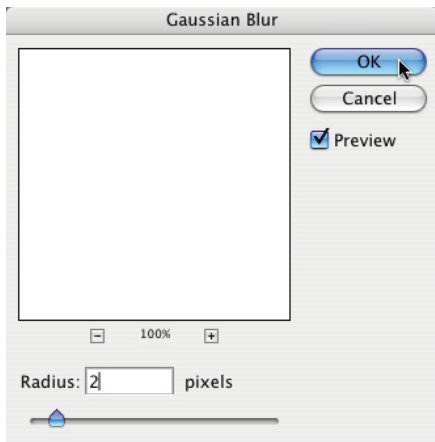 Gaussian Blur
OK
Cancel
Preview
100%
Radius: 2 pixels